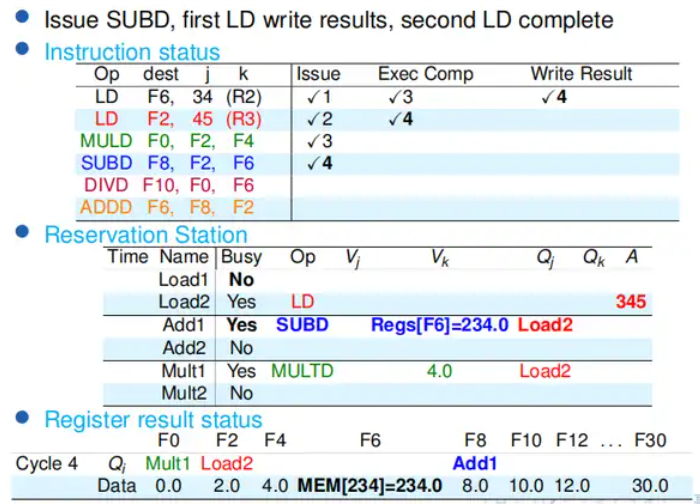 Issue SUBD, first LD write results, second LD complete
Instruction status
Op dest j k Issue Exec Comp Write Result
LD F6, 34 (R2) ✓1 ✓3 ✓4
LD F2, 45 (R3) ✓2 ✓4
MULD F0, F2, F4 ✓3
SUBD F8, F2, F6 ✓4
DIVD F10, F0, F6
ADDD F6, F8, F2
Reservation Station
Time Name Busy Op Vj Vk Qj Qk A
Load1 No
Load2 Yes LD 345
Add1 Yes SUBD Regs[F6]=234.0 Load2
Add2 No
Mult1 Yes MULTD 4.0 Load2
Mult2 No
Register result status
F0 F2 F4 F6 F8 F10 F12 ... F30
Cycle 4 Qi Mult1 Load2 Add1
Data 0.0 2.0 4.0 MEM[234]=234.0 8.0 10.0 12.0 30.0